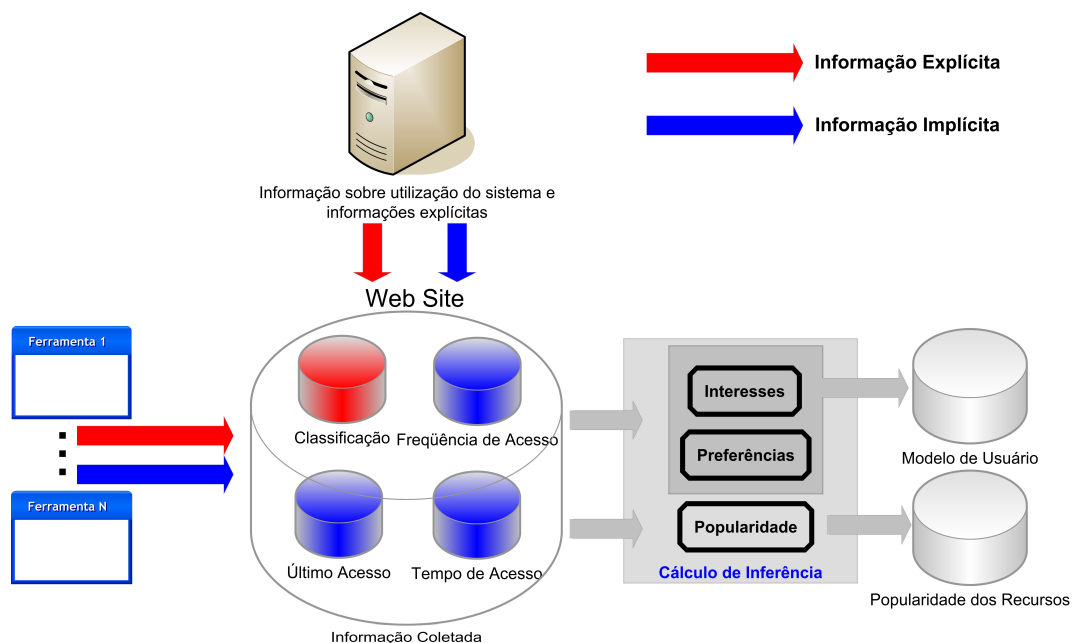 Informação Explícita
Informação Implícita
Informação sobre utilização do sistema e
informações explícitas
Web Site
Ferramenta 1
Ferramenta N
Classificação
Freqüência de Acesso
Último Acesso
Tempo de Acesso
Informação Coletada
Interesses
Preferências
Popularidade
Cálculo de Inferência
Modelo de Usuário
Popularidade dos Recursos